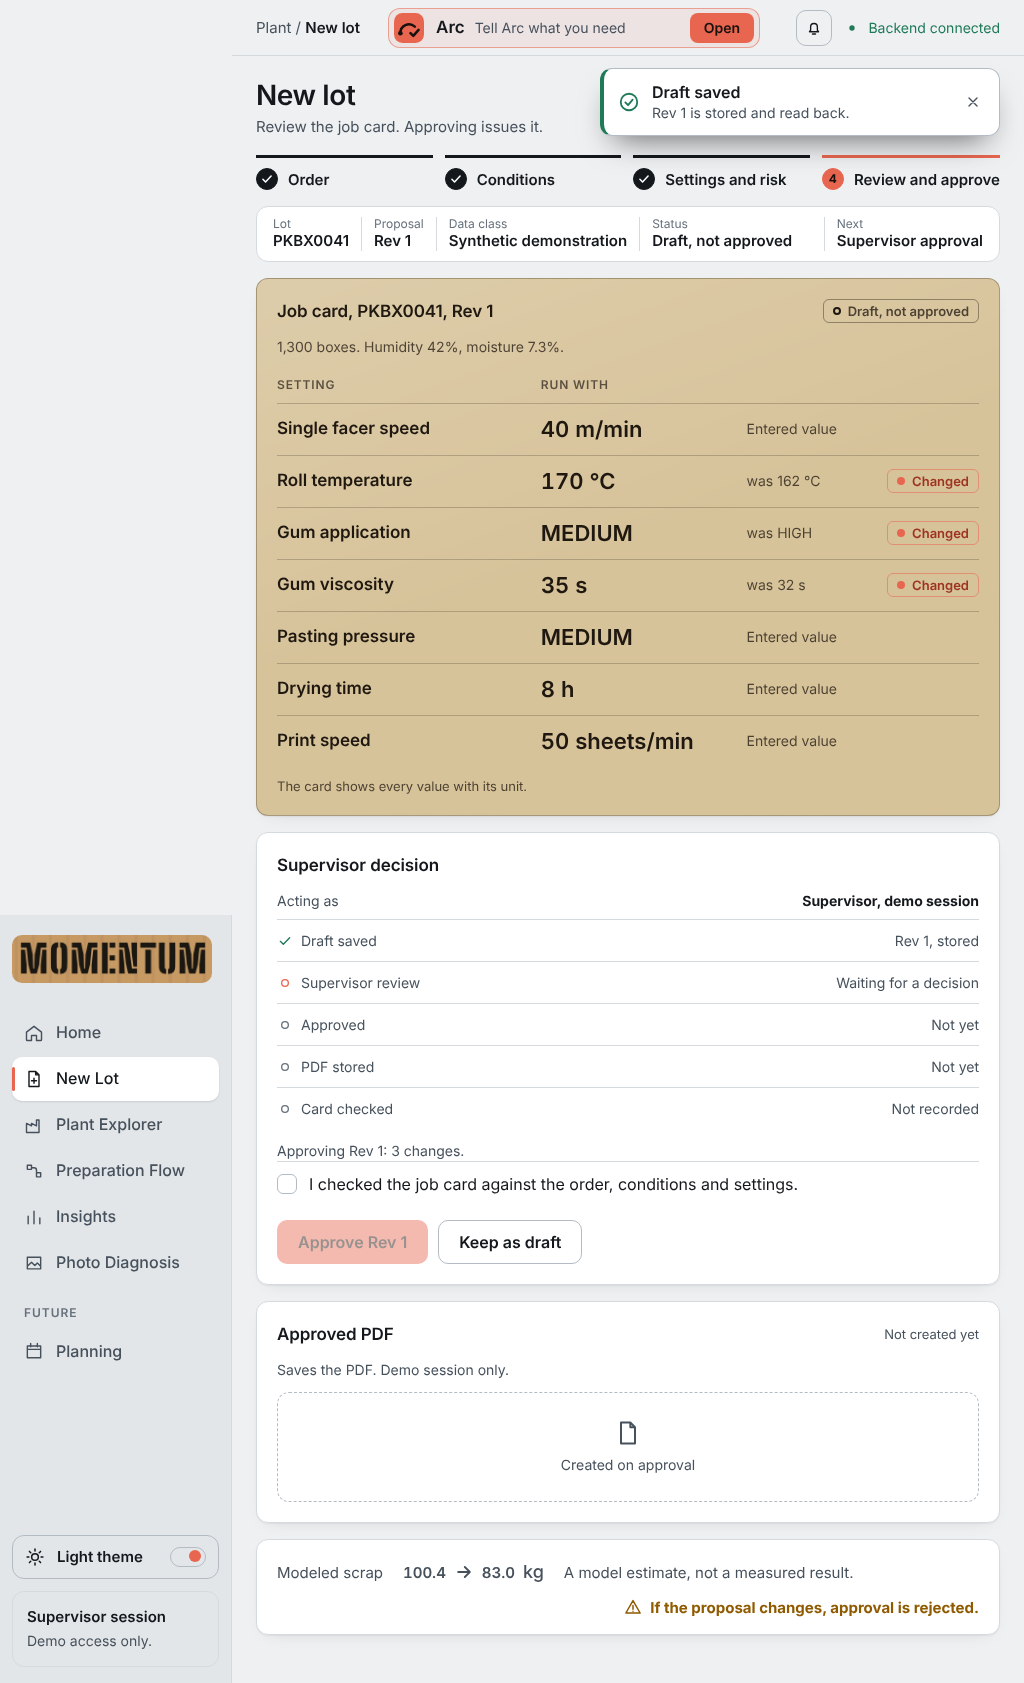 Plant / New lot
Arc Tell Arc what you need Open
Backend connected
New lot
Review the job card. Approving issues it.
Draft saved
Rev 1 is stored and read back.
Order
Conditions
Settings and risk
4 Review and approve
Lot
PKBX0041
Proposal
Rev 1
Data class
Synthetic demonstration
Status
Draft, not approved
Next
Supervisor approval
Job card, PKBX0041, Rev 1
Draft, not approved
1,300 boxes. Humidity 42%, moisture 7.3%.
SETTING RUN WITH
Single facer speed 40 m/min Entered value
Roll temperature 170 °C was 162 °C Changed
Gum application MEDIUM was HIGH Changed
Gum viscosity 35 s was 32 s Changed
Pasting pressure MEDIUM Entered value
Drying time 8 h Entered value
Print speed 50 sheets/min Entered value
The card shows every value with its unit.
Supervisor decision
Acting as Supervisor, demo session
Draft saved Rev 1, stored
Supervisor review Waiting for a decision
Approved Not yet
PDF stored Not yet
Card checked Not recorded
Approving Rev 1: 3 changes.
I checked the job card against the order, conditions and settings.
Approve Rev 1 Keep as draft
Approved PDF Not created yet
Saves the PDF. Demo session only.
Created on approval
Modeled scrap 100.4 → 83.0 kg A model estimate, not a measured result.
If the proposal changes, approval is rejected.
MOMENTUM
Home
New Lot
Plant Explorer
Preparation Flow
Insights
Photo Diagnosis
FUTURE
Planning
Light theme
Supervisor session
Demo access only.